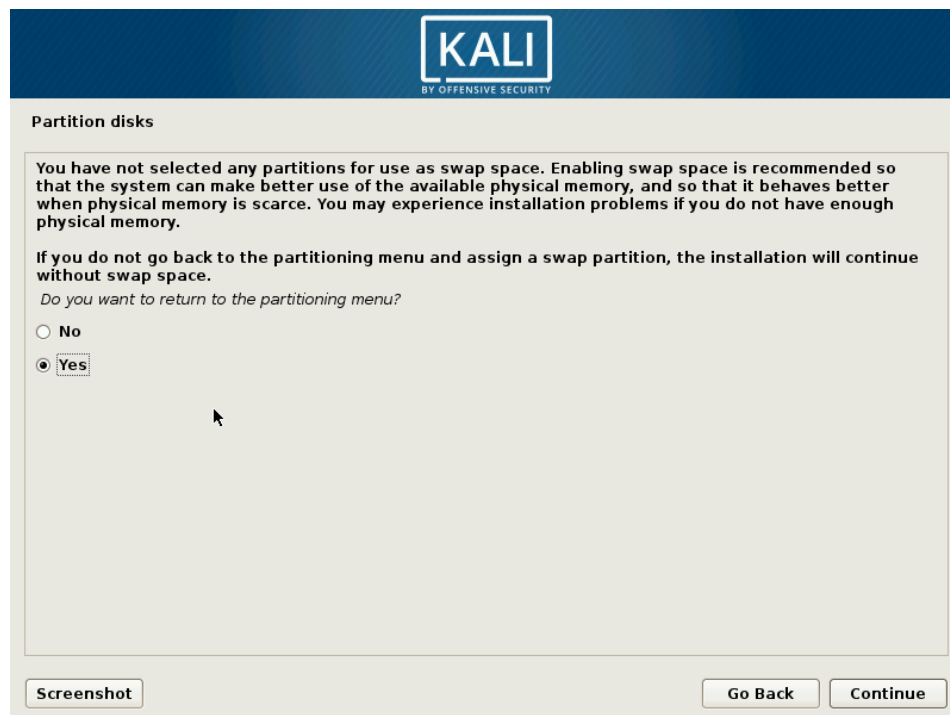 KALI
BY OFFENSIVE SECURITY
Partition disks
You have not selected any partitions for use as swap space. Enabling swap space is recommended so
that the system can make better use of the available physical memory, and so that it behaves better
when physical memory is scarce. You may experience installation problems if you do not have enough
physical memory.
If you do not go back to the partitioning menu and assign a swap partition, the installation will continue
without swap space.
Do you want to return to the partitioning menu?
No
Yes
Screenshot
Go Back
Continue